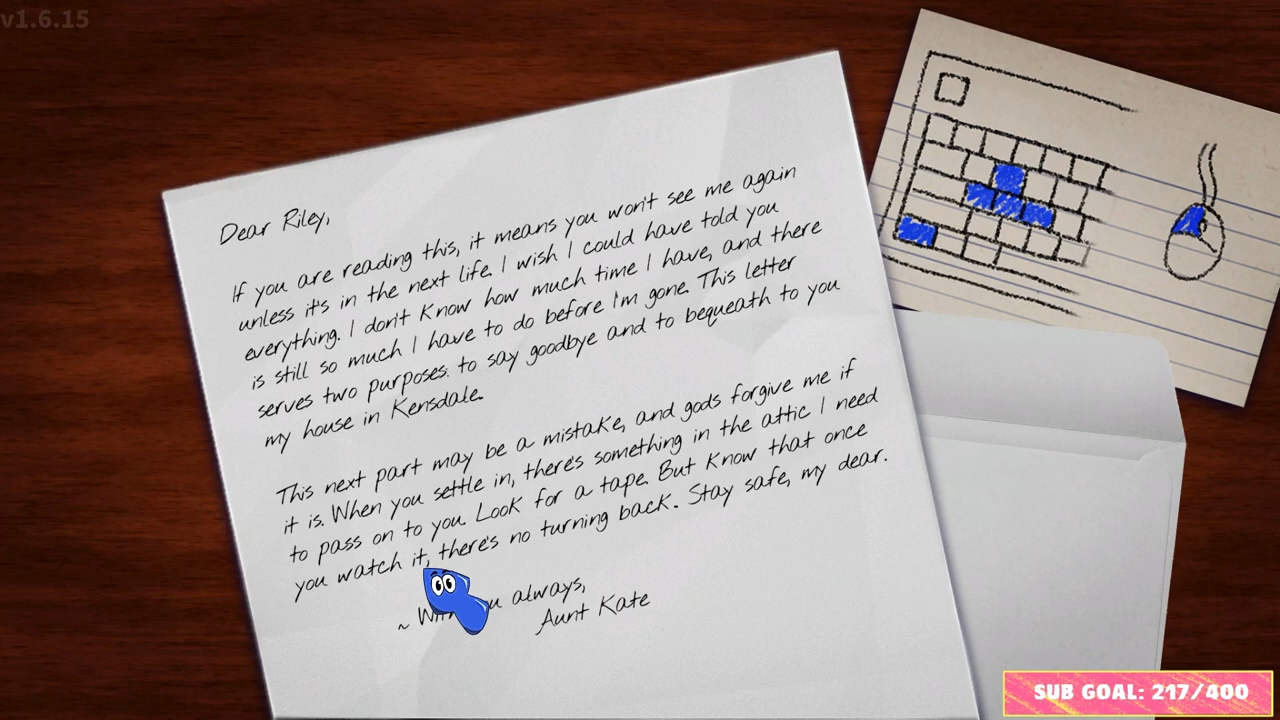 v1.6.15
Dear Riley,
If you are reading this, it means you won't see me again
unless it's in the next life. I wish I could have told you
everything. I don't know how much time I have, and there
is still so much I have to do before I'm gone. This letter
serves two purposes: to say goodbye and to bequeath to you
my house in Kensdale.
This next part may be a mistake, and gods forgive me if
it is. When you settle in, there's something in the attic I need
to pass on to you. Look for a tape. But know that once
you watch it, there's no turning back. Stay safe, my dear.
~ always,
Aunt Kate
SUB GOAL: 217/400